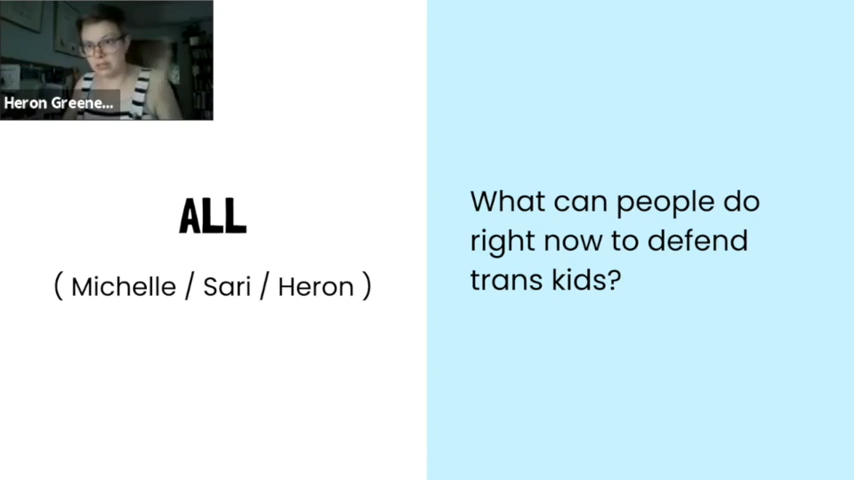 Heron Greene...
ALL
( Michelle / Sari / Heron )
What can people do
right now to defend
trans kids?